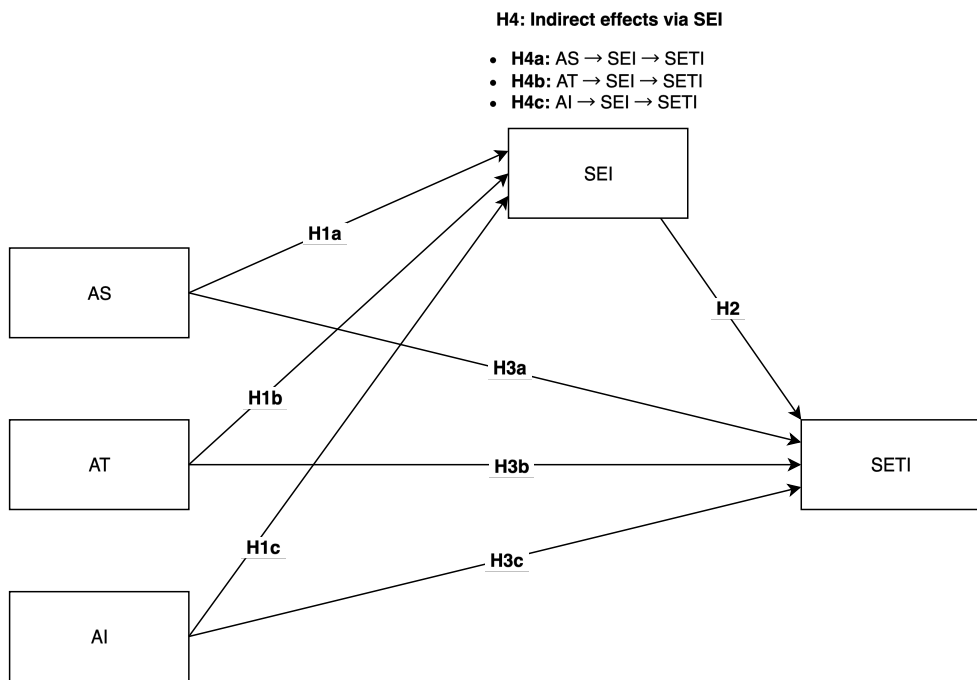 H4: Indirect effects via SEI
• H4a: AS → SEI → SETI
• H4b: AT → SEI → SETI
• H4c: AI → SEI → SETI
SEI
H1a
AS
H2
H3a
H1b
AT
H3b
SETI
H1c
H3c
AI